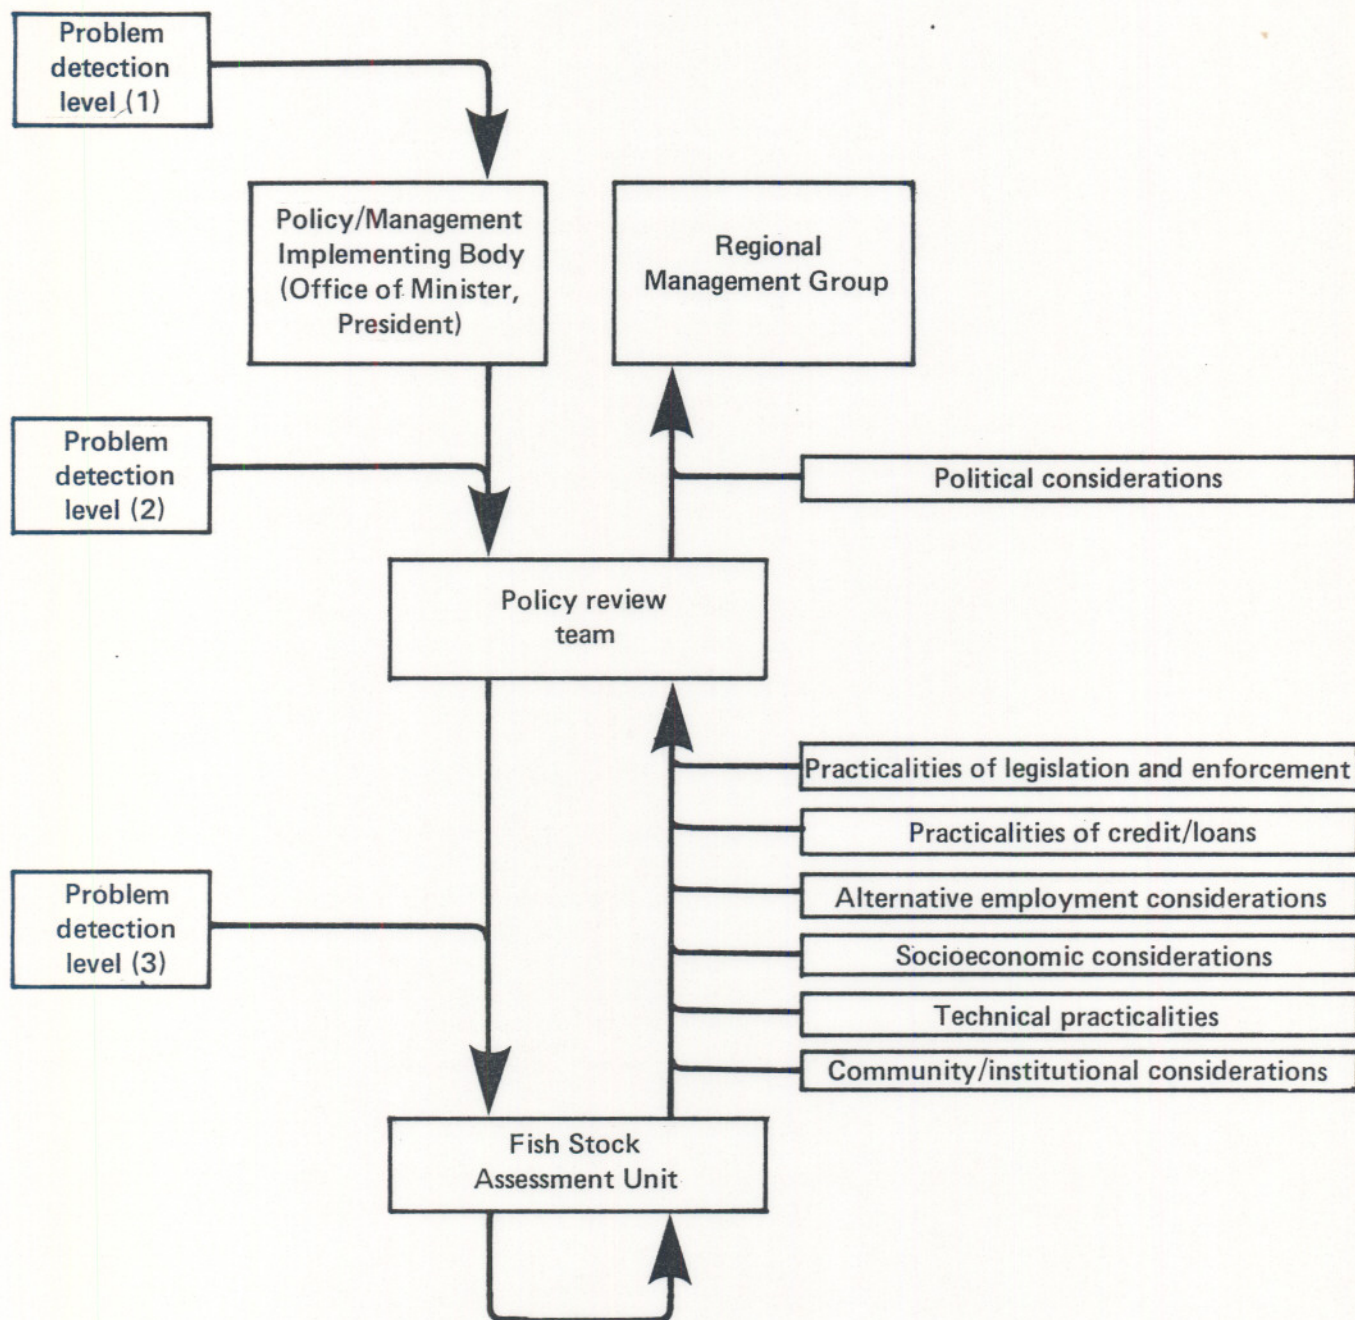 Problem
detection
level (1)
Policy/Management
Implementing Body
(Office of Minister,
President)
Regional
Management Group
Problem
detection
level (2)
Political considerations
Policy review
team
Practicalities of legislation and enforcement
Practicalities of credit/loans
Alternative employment considerations
Problem
detection
level (3)
Socioeconomic considerations
Technical practicalities
Community/institutional considerations
Fish Stock
Assessment Unit